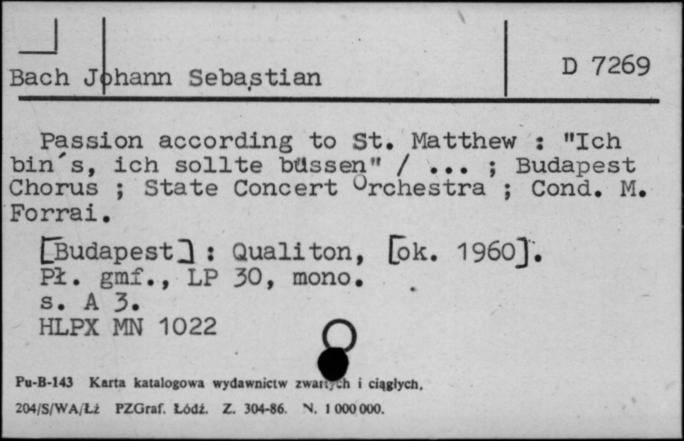 D 7269
Bach Johann Sebastian
Passion according to St. Matthew : "Ich
bin´s, ich sollte büssen" / ... ; Budapest
Chorus ; State Concert Orchestra ; Cond. M.
Forrai.
[Budapest] : Qualiton, [ok. 1960].
Pł. gmf., LP 30, mono.
s. A 3.
HLPX MN 1022
Pu-B-143 Karta katalogowa wydawnictw zwartych i ciągłych.
204/S/WA/Łż PZGraf. Łódź. Z. 304-86. N. 1 000 000.